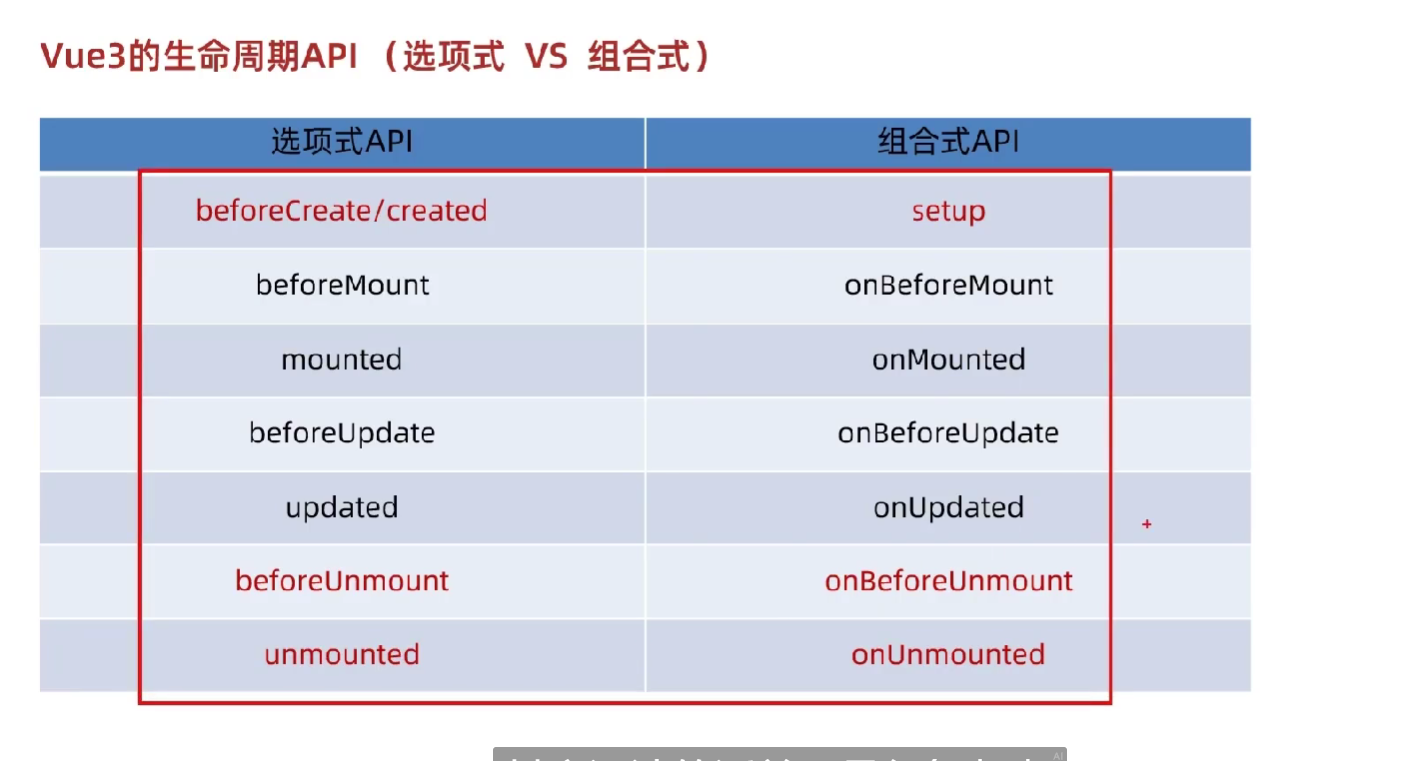 Vue3的生命周期API （选项式 VS 组合式）
选项式API 组合式API
beforeCreate/created setup
beforeMount onBeforeMount
mounted onMounted
beforeUpdate onBeforeUpdate
updated onUpdated
beforeUnmount onBeforeUnmount
unmounted onUnmounted
AI